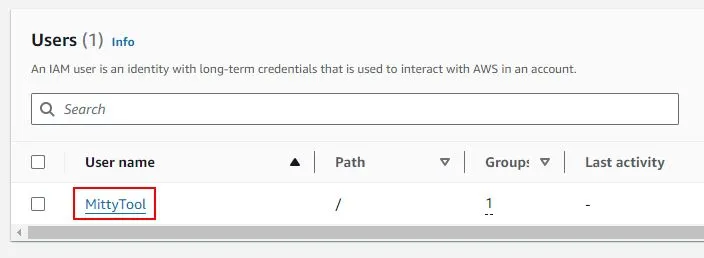 Users (1) Info
An IAM user is an identity with long-term credentials that is used to interact with AWS in an account.
Search
User name Path Groups Last activity
MittyTool / 1 -